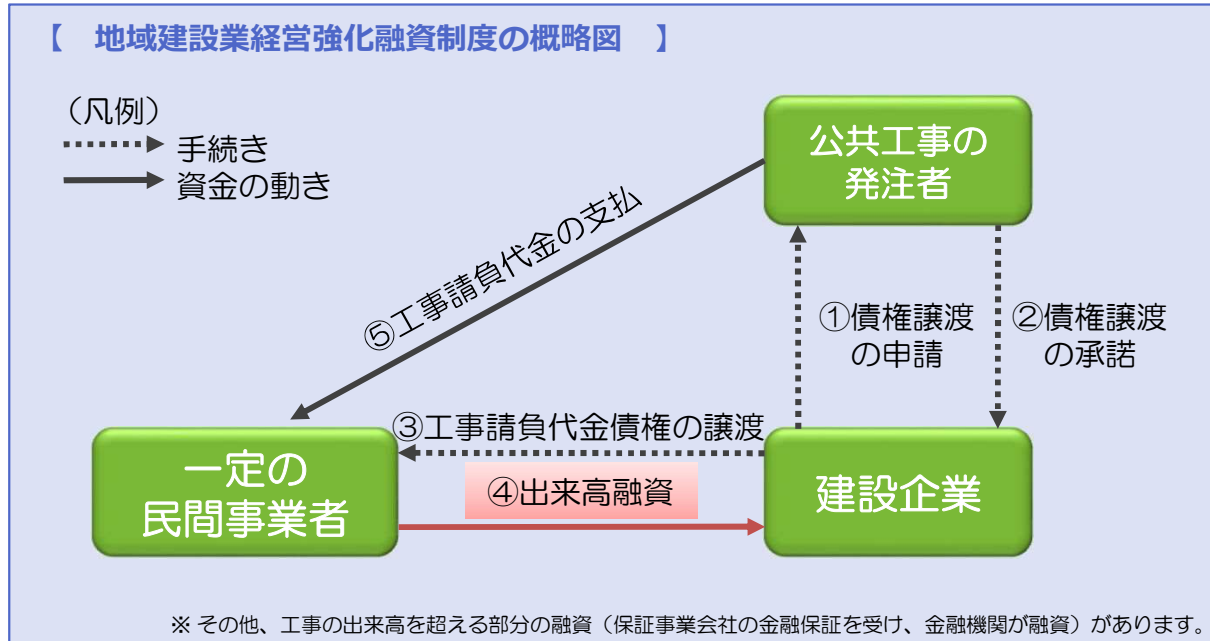 【 地域建設業経営強化融資制度の概略図 】
（凡例）
手続き
資金の動き
公共工事の
発注者
⑤工事請負代金の支払
①債権譲渡
の申請
②債権譲渡
の承諾
③工事請負代金債権の譲渡
一定の
民間事業者
④出来高融資
建設企業
※ その他、工事の出来高を超える部分の融資（保証事業会社の金融保証を受け、金融機関が融資）があります。